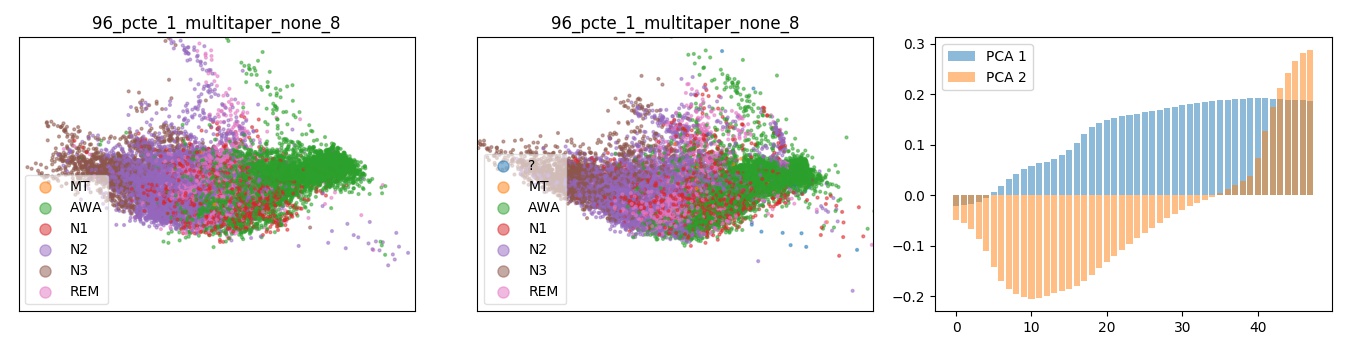 96_pcte_1_multitaper_none_8
MT
AWA
N1
N2
N3
REM
96_pcte_1_multitaper_none_8
?
MT
AWA
N1
N2
N3
REM
PCA 1
PCA 2
0.3
0.2
0.1
0.0
−0.1
−0.2
0 10 20 30 40